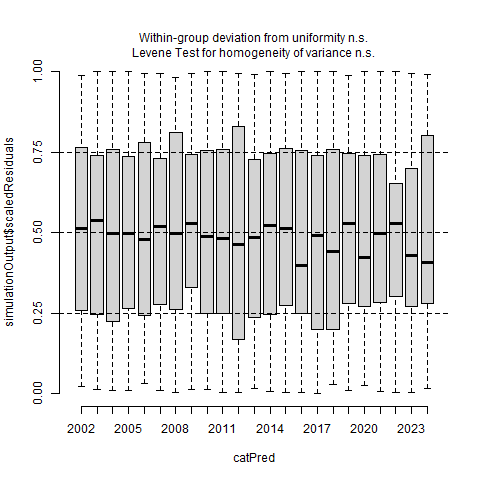 Within-group deviation from uniformity n.s.
Levene Test for homogeneity of variance n.s.
simulationOutput$scaledResiduals
1.00
0.75
0.50
0.25
0.00
2002 2005 2008 2011 2014 2017 2020 2023
catPred